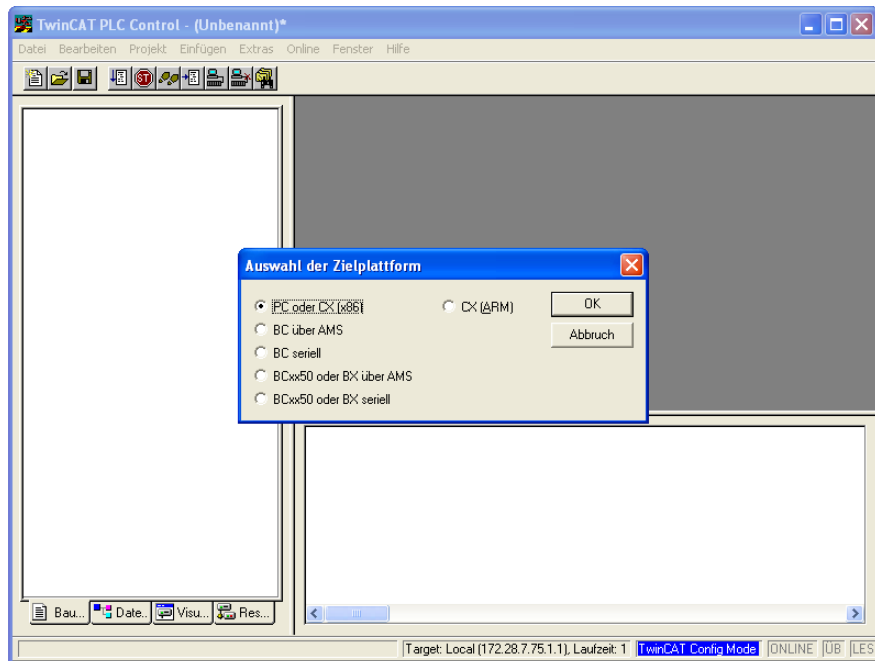 TwinCAT PLC Control - (Unbenannt)*
Datei Bearbeiten Projekt Einfügen Extras Online Fenster Hilfe
ST
Auswahl der Zielplattform
PC oder CX (x86)
CX (ARM)
OK
BC über AMS
Abbruch
BC seriell
BCxx50 oder BX über AMS
BCxx50 oder BX seriell
Bau... Date.. Visu... Res...
Target: Local (172.28.7.75.1.1), Laufzeit: 1 TwinCAT Config Mode ONLINE ÜB LES